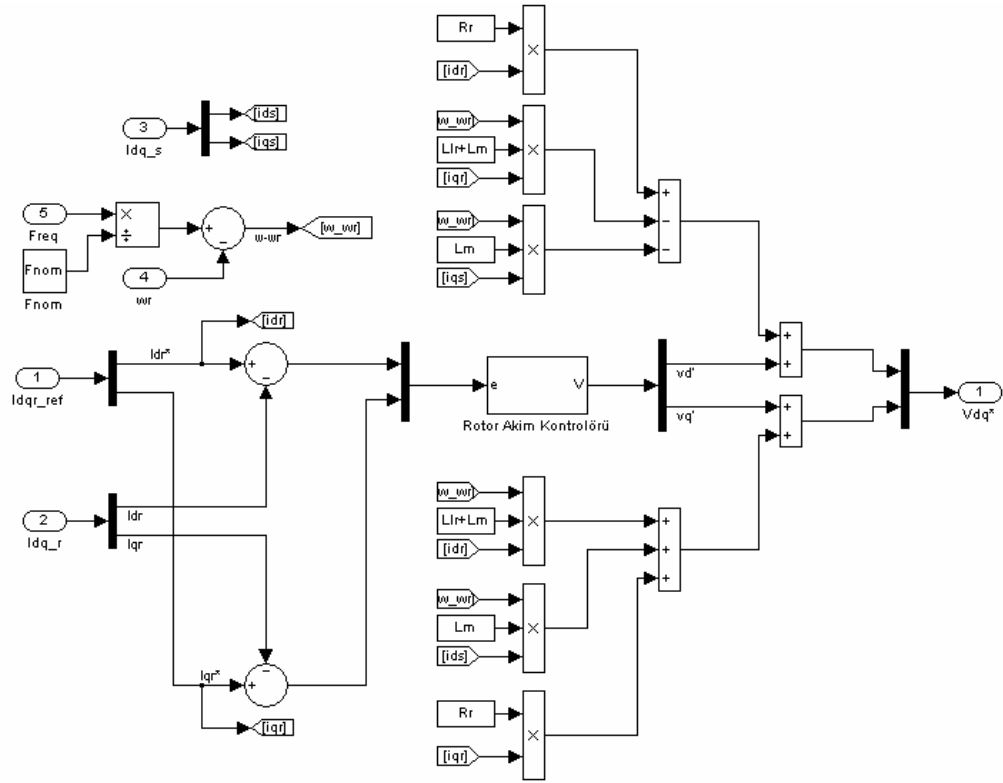 Rr
[idr]
×
3
Idq_s
[ids]
[iqs]
w_wr]
Llr+Lm
[iqr]
×
5
Freq
×
÷
+
−
w-wr
[w_wr]
Fnom
Fnom
4
wr
w_wr]
Lm
[iqs]
×
+
−
−
[idr]
1
Idqr_ref
Idr*
+
−
e
V
Rotor Akim Kontrolörü
vd'
vq'
+
+
+
+
1
Vdq*
2
Idq_r
Idr
Iqr
w_wr]
Llr+Lm
[idr]
×
+
+
+
w_wr]
Lm
[ids]
×
Iqr*
+
−
[iqr]
Rr
[iqr]
×